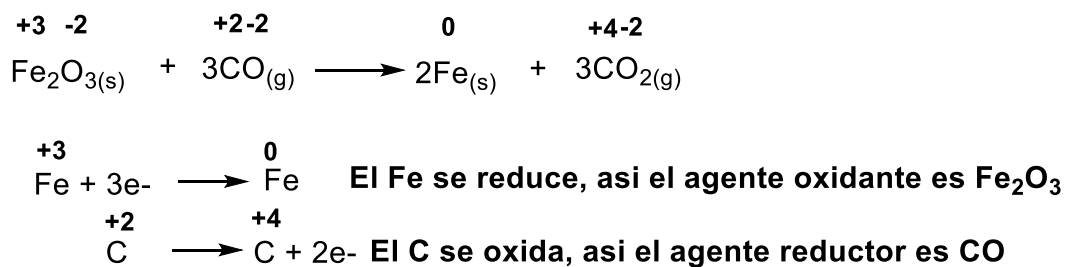 +3 -2 +2-2 0 +4-2
Fe₂O₃(s) + 3CO(g) ⟶ 2Fe(s) + 3CO₂(g)
+3 0
Fe + 3e- ⟶ Fe El Fe se reduce, asi el agente oxidante es Fe₂O₃
+2 +4
C ⟶ C + 2e- El C se oxida, asi el agente reductor es CO